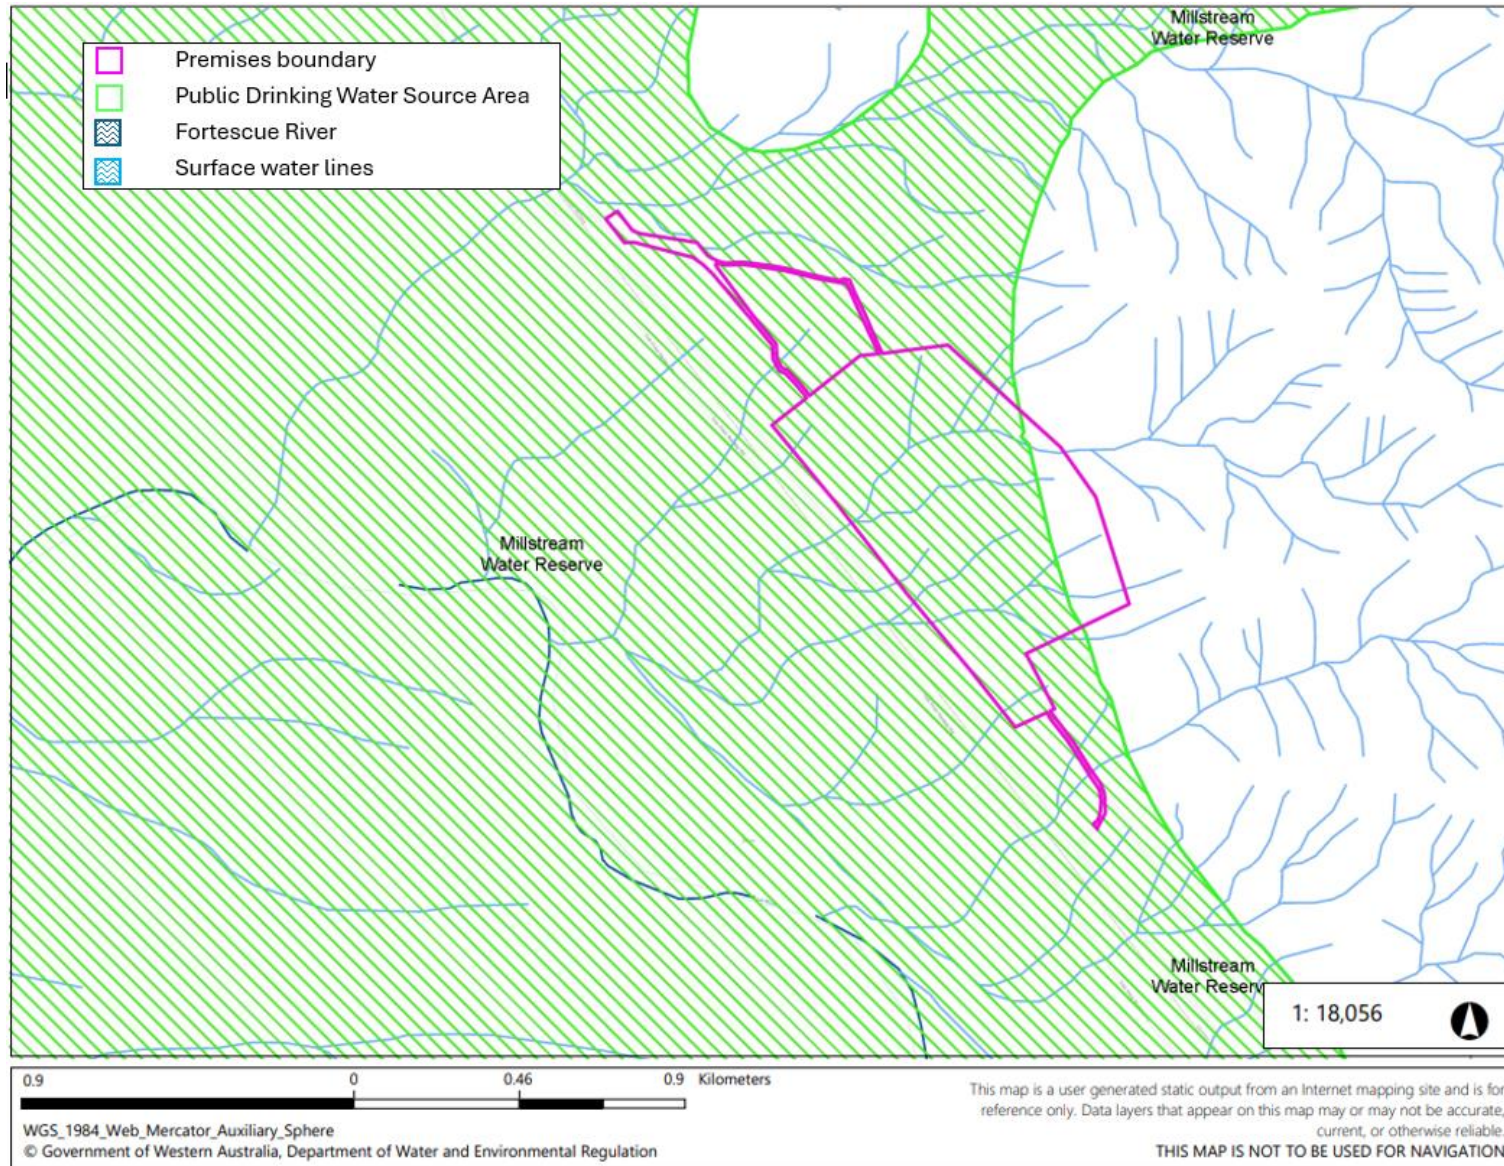 Millstream
Water Reserve
Premises boundary
Public Drinking Water Source Area
Fortescue River
Surface water lines
Millstream
Water Reserve
Millstream
Water Reserv
1: 18,056
0.9 0 0.46 0.9 Kilometers
WGS_1984_Web_Mercator_Auxiliary_Sphere
© Government of Western Australia, Department of Water and Environmental Regulation
This map is a user generated static output from an Internet mapping site and is for
reference only. Data layers that appear on this map may or may not be accurate,
current, or otherwise reliable.
THIS MAP IS NOT TO BE USED FOR NAVIGATION